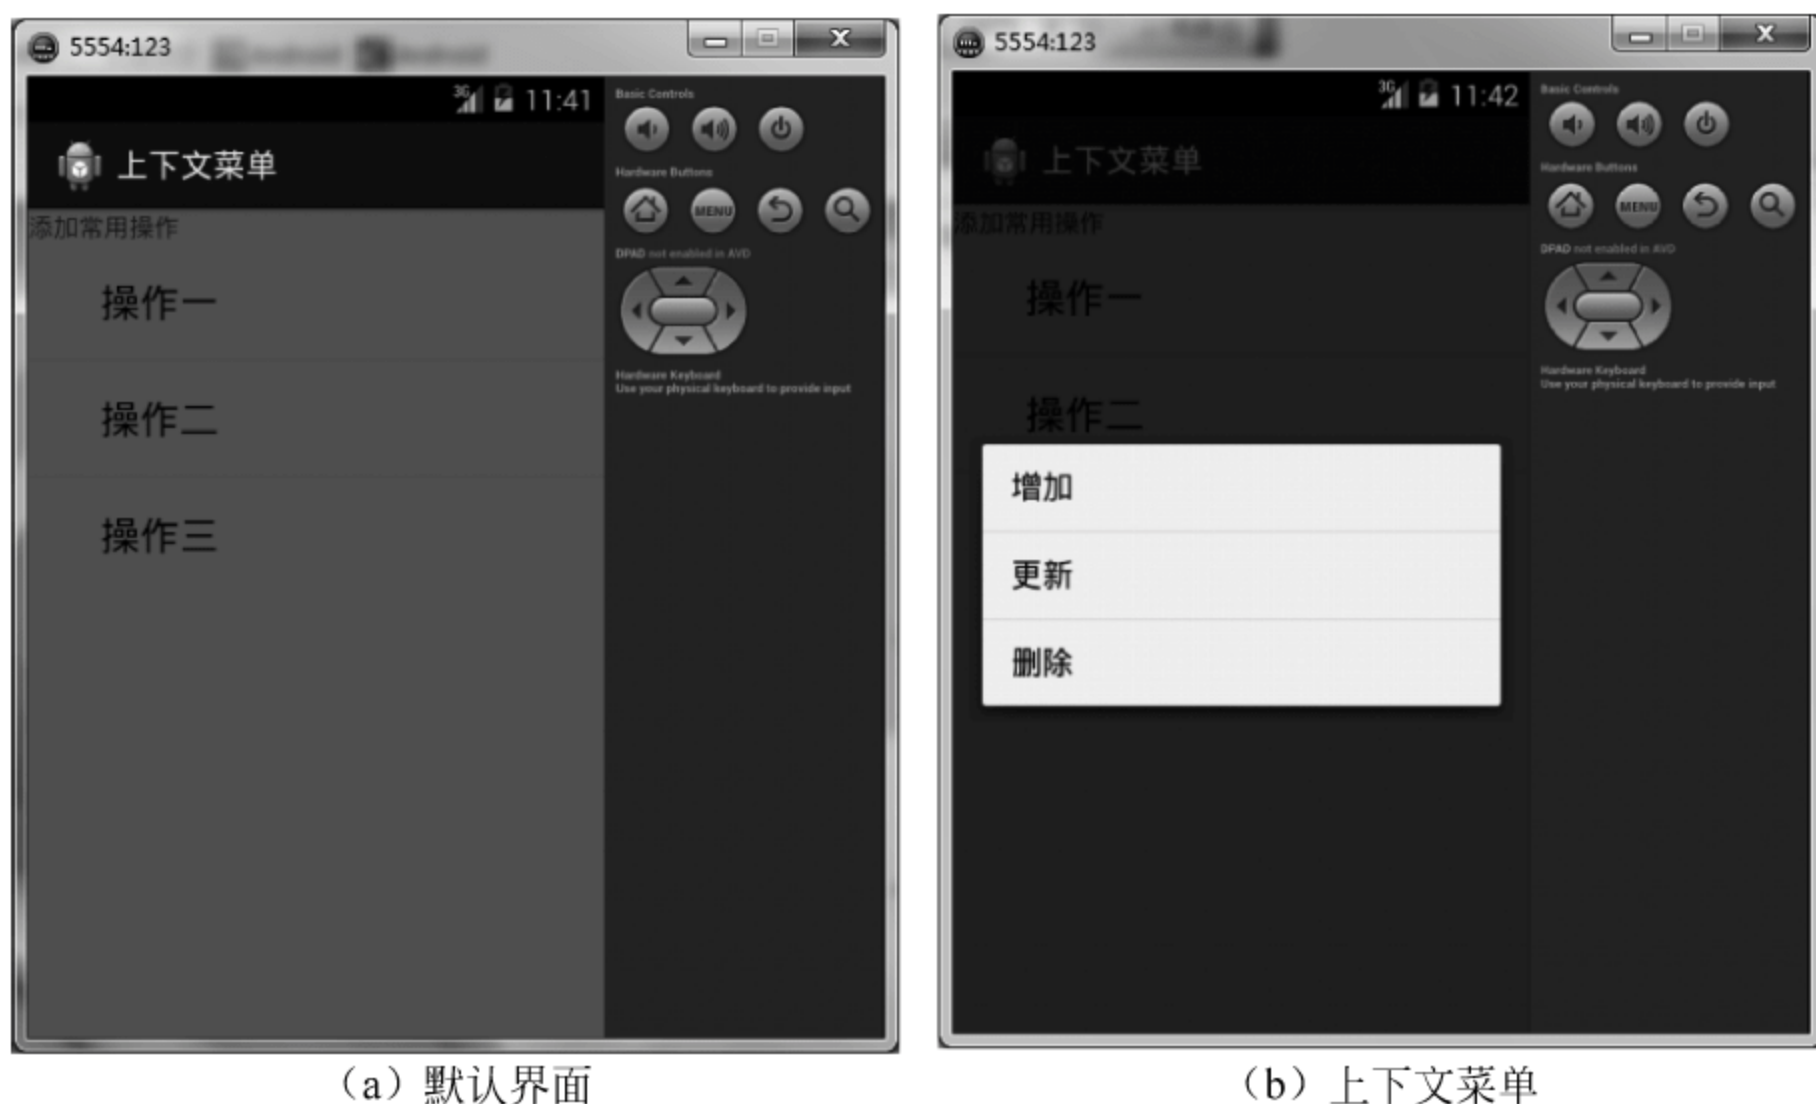 5554:123
3G 11:41
上下文菜单
添加常用操作
操作一
操作二
操作三
Basic Controls
Hardware Buttons
MENU
DPAD not enabled in AVD
Hardware Keyboard
Use your physical keyboard to provide input
（a）默认界面
5554:123
3G 11:42
上下文菜单
添加常用操作
操作一
操作二
增加
更新
删除
Basic Controls
Hardware Buttons
MENU
DPAD not enabled in AVD
Hardware Keyboard
Use your physical keyboard to provide input
（b）上下文菜单